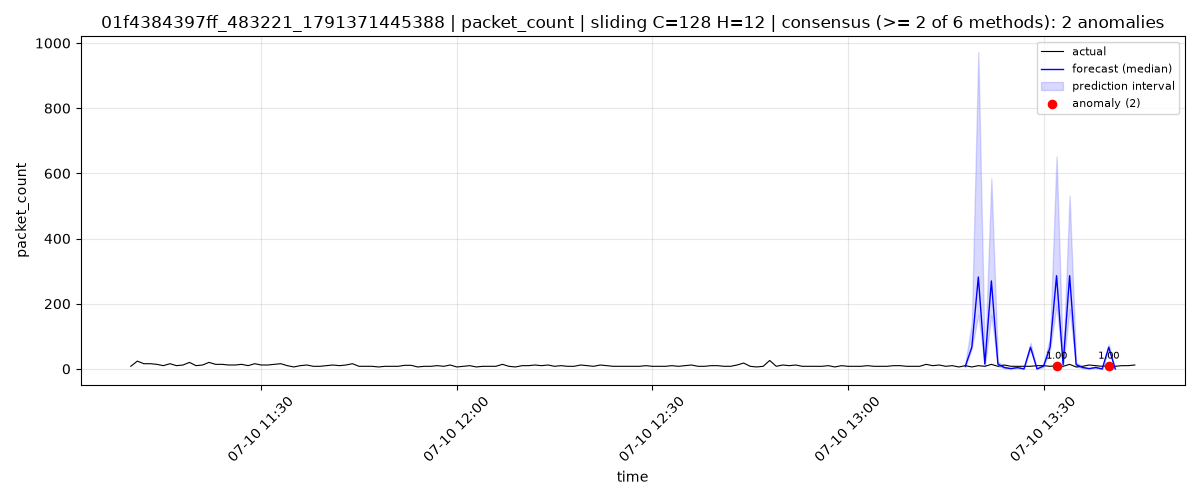 01f4384397ff_483221_1791371445388 | packet_count | sliding C=128 H=12 | consensus (>= 2 of 6 methods): 2 anomalies
1000
800
600
400
200
0
packet_count
actual
forecast (median)
prediction interval
anomaly (2)
1.00
1.00
07-10 11:30
07-10 12:00
07-10 12:30
07-10 13:00
07-10 13:30
time